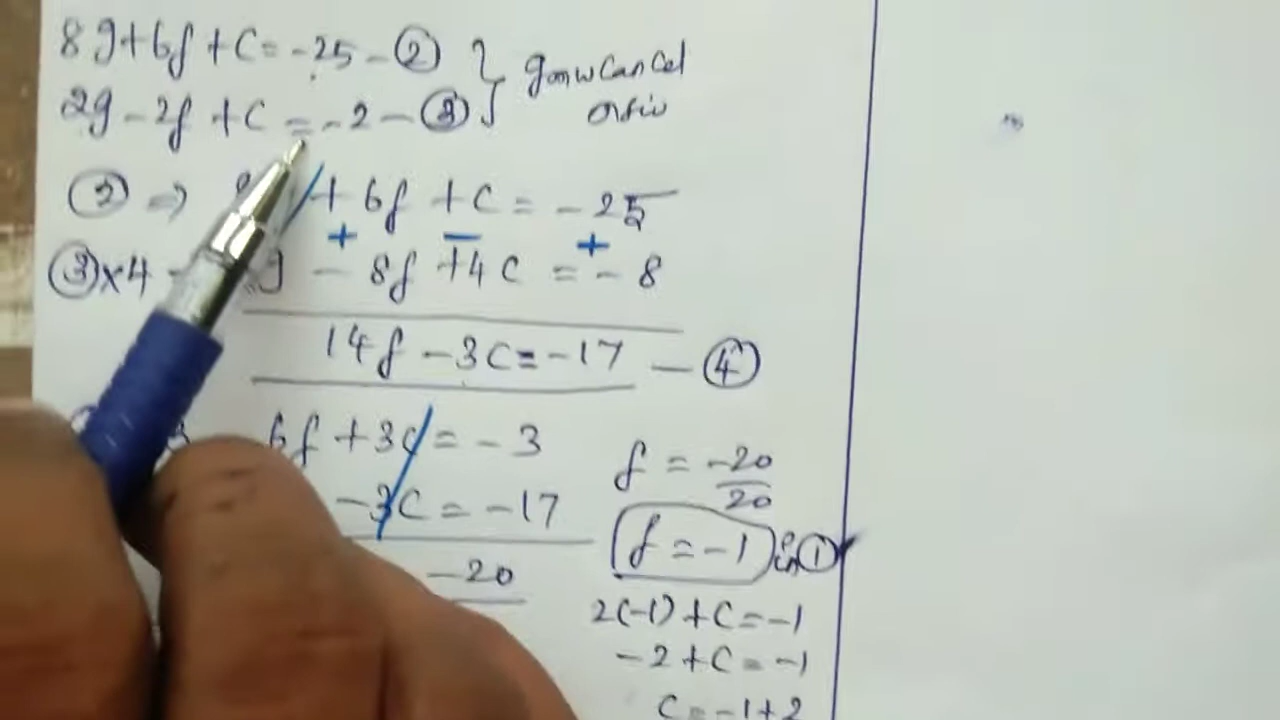 8g+6f+C=-25-②
2g-2f+C=-2-③
g cancel
② ⇒ +6f+C=-25
+ - +
③×4 g-8f+4C=-8
14f-3C=-17 -④
6f+3C=-3
-3C=-17
-20
f=-20/20
f=-1 in ①
2(-1)+C=-1
-2+C=-1
C=-1+2